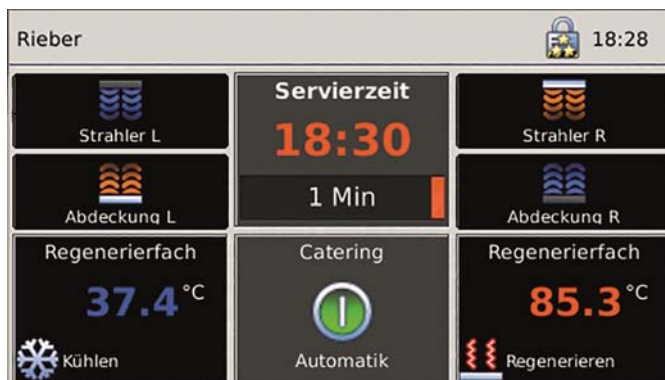 Rieber
18:28
Strahler L
Servierzeit
18:30
1 Min
Strahler R
Abdeckung L
Abdeckung R
Regenerierfach
37.4 °C
Kühlen
Catering
Automatik
Regenerierfach
85.3 °C
Regenerieren